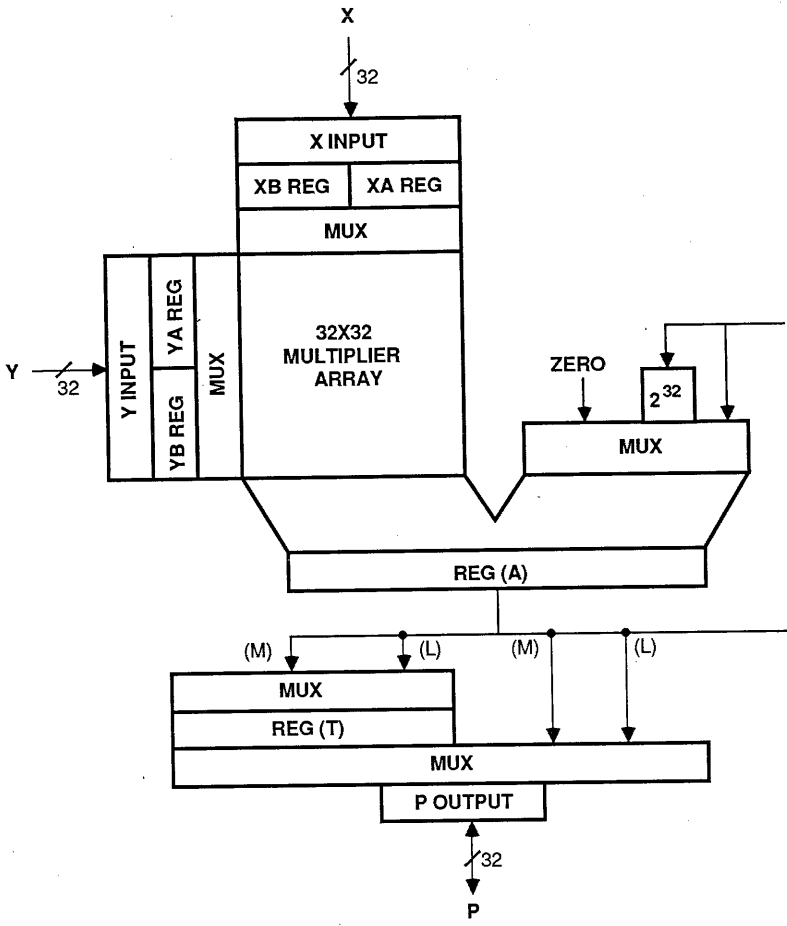 X
32
X INPUT
XB REG
XA REG
MUX
Y
32
Y INPUT
YA REG
YB REG
MUX
32X32
MULTIPLIER
ARRAY
ZERO
2^32
MUX
REG (A)
(M)
(L)
(M)
(L)
MUX
REG (T)
MUX
P OUTPUT
32
P